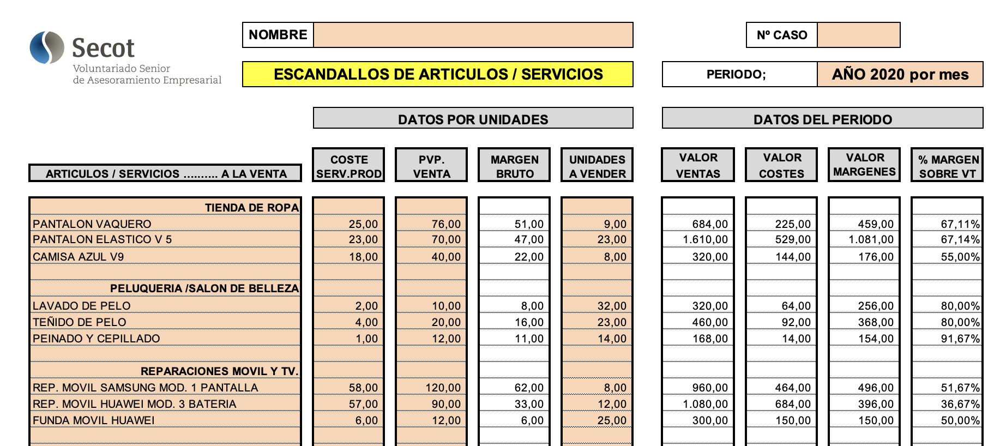 Secot
Voluntariado Senior
de Asesoramiento Empresarial
NOMBRE
Nº CASO
ESCANDALLOS DE ARTICULOS / SERVICIOS
PERIODO;
AÑO 2020 por mes
DATOS POR UNIDADES
DATOS DEL PERIODO
ARTICULOS / SERVICIOS .......... A LA VENTA
COSTE
SERV.PROD
PVP.
VENTA
MARGEN
BRUTO
UNIDADES
A VENDER
VALOR
VENTAS
VALOR
COSTES
VALOR
MARGENES
% MARGEN
SOBRE VT
TIENDA DE ROPA
PANTALON VAQUERO 25,00 76,00 51,00 9,00 684,00 225,00 459,00 67,11%
PANTALON ELASTICO V 5 23,00 70,00 47,00 23,00 1.610,00 529,00 1.081,00 67,14%
CAMISA AZUL V9 18,00 40,00 22,00 8,00 320,00 144,00 176,00 55,00%
PELUQUERIA /SALON DE BELLEZA
LAVADO DE PELO 2,00 10,00 8,00 32,00 320,00 64,00 256,00 80,00%
TEÑIDO DE PELO 4,00 20,00 16,00 23,00 460,00 92,00 368,00 80,00%
PEINADO Y CEPILLADO 1,00 12,00 11,00 14,00 168,00 14,00 154,00 91,67%
REPARACIONES MOVIL Y TV.
REP. MOVIL SAMSUNG MOD. 1 PANTALLA 58,00 120,00 62,00 8,00 960,00 464,00 496,00 51,67%
REP. MOVIL HUAWEI MOD. 3 BATERIA 57,00 90,00 33,00 12,00 1.080,00 684,00 396,00 36,67%
FUNDA MOVIL HUAWEI 6,00 12,00 6,00 25,00 300,00 150,00 150,00 50,00%